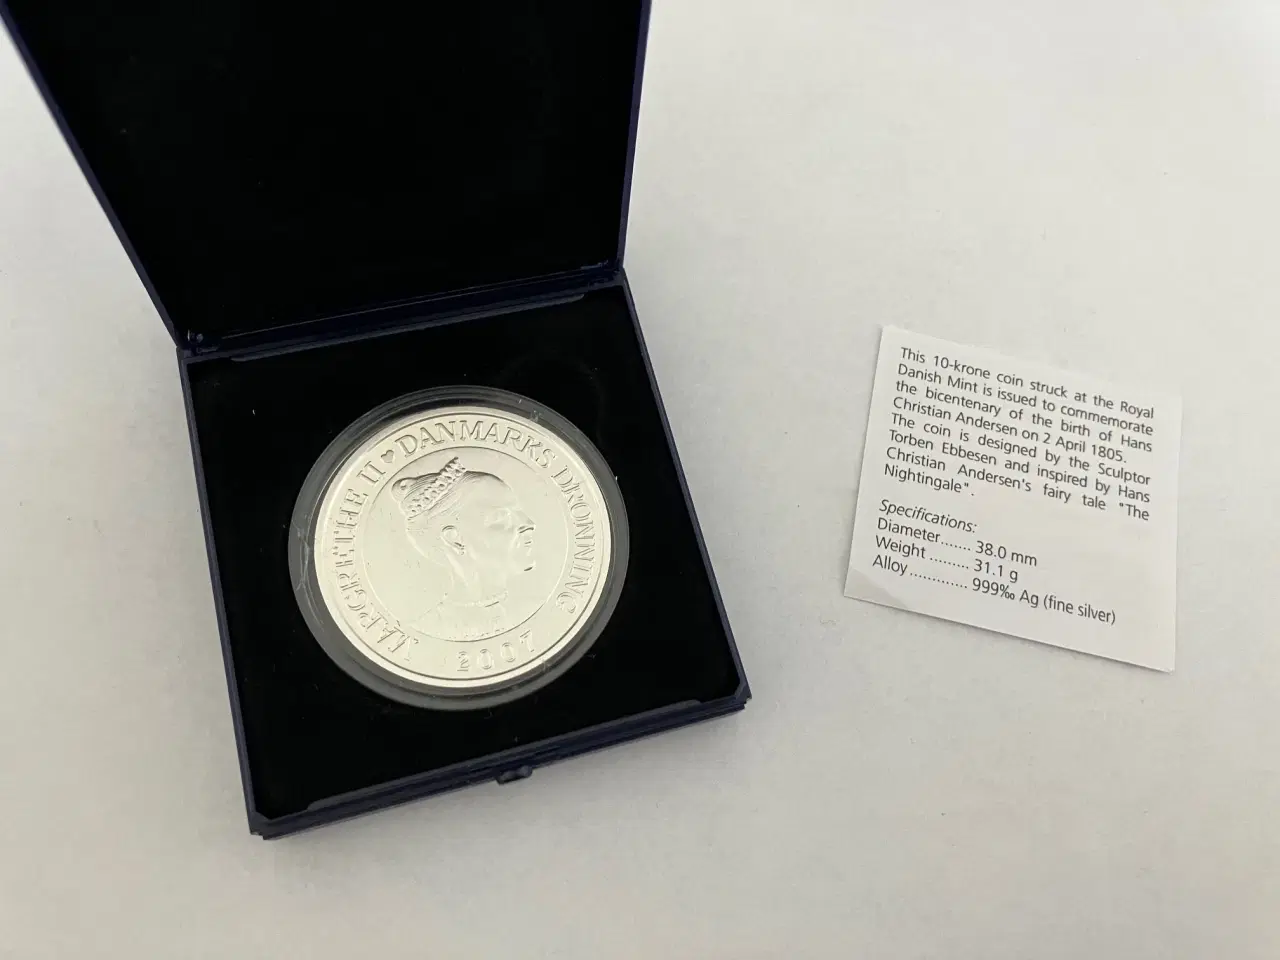 MARGRETHE II ♥ DANMARKS DRONNING
2007
This 10-krone coin struck at the Royal
Danish Mint is issued to commemorate
the bicentenary of the birth of Hans
Christian Andersen on 2 April 1805.
The coin is designed by the Sculptor
Torben Ebbesen and inspired by Hans
Christian Andersen's fairy tale "The
Nightingale".
Specifications:
Diameter....... 38.0 mm
Weight ......... 31.1 g
Alloy............. 999‰ Ag (fine silver)